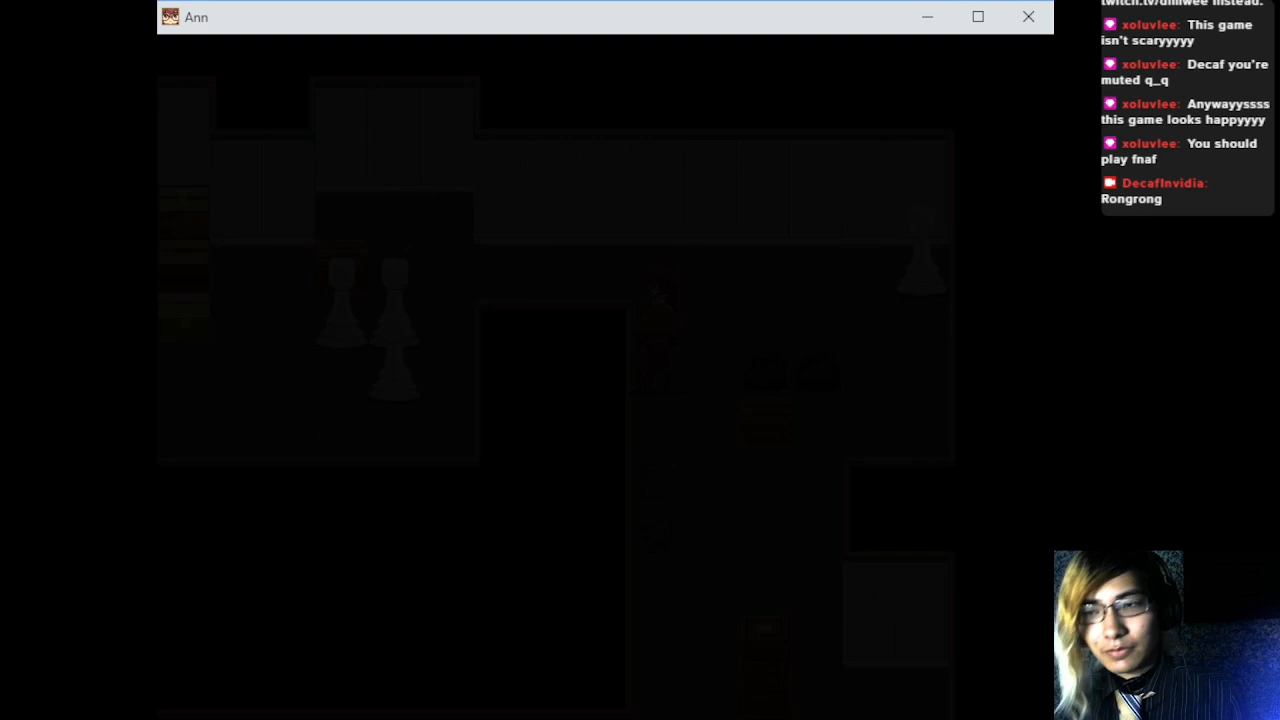 Ann
twitch.tv/dimwee instead.
xoluvlee: This game
isn't scaryyyyy
xoluvlee: Decaf you're
muted q_q
xoluvlee: Anywayyssss
this game looks happyyyy
xoluvlee: You should
play fnaf
DecafInvidia:
Rongrong